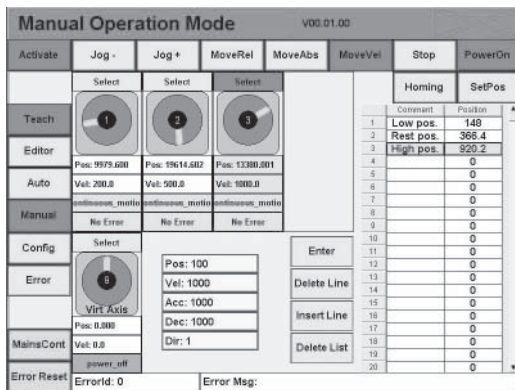 Manual Operation Mode V00.01.00
Activate Jog - Jog + MoveRel MoveAbs MoveVel Stop PowerOn
Select Select Select Homing SetPos
Comment Position
1 Low pos. 148
2 Rest pos. 366.4
3 High pos. 920.2
4 0
5 0
6 0
7 0
8 0
9 0
10 0
11 0
12 0
13 0
14 0
15 0
16 0
17 0
18 0
19 0
20 0
Teach
Editor
Auto
Manual
Config
Error
MainsCont
Error Reset
1 2 3
Pos: 9979.600 Pos: 19614.602 Pos: 13380.001
Vel: 200.0 Vel: 500.0 Vel: 1000.0
ontinuous_motio ontinuous_motio ontinuous_motio
No Error No Error No Error
Select
Virt Axis
Pos: 0.000
Vel: 0.0
power_off
Pos: 100
Vel: 1000
Acc: 1000
Dec: 1000
Dir: 1
Enter
Delete Line
Insert Line
Delete List
ErrorId: 0 Error Msg: